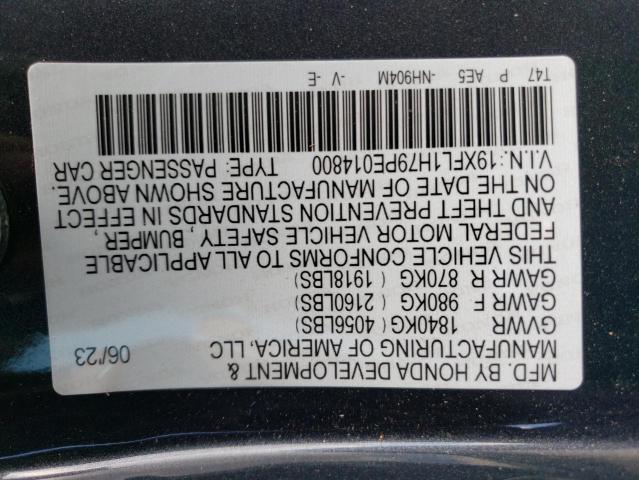 MFD. BY HONDA DEVELOPMENT &
MANUFACTURING OF AMERICA, LLC 06/'23
GVWR 1840KG ( 4056LBS)
GAWR F 980KG ( 2160LBS)
GAWR R 870KG ( 1918LBS)
THIS VEHICLE CONFORMS TO ALL APPLICABLE
FEDERAL MOTOR VEHICLE SAFETY, BUMPER,
AND THEFT PREVENTION STANDARDS IN EFFECT
ON THE DATE OF MANUFACTURE SHOWN ABOVE.
V.I.N.:19XFL1H79PE014800 TYPE: PASSENGER CAR
T47 P AE5 -NH904M -V -E